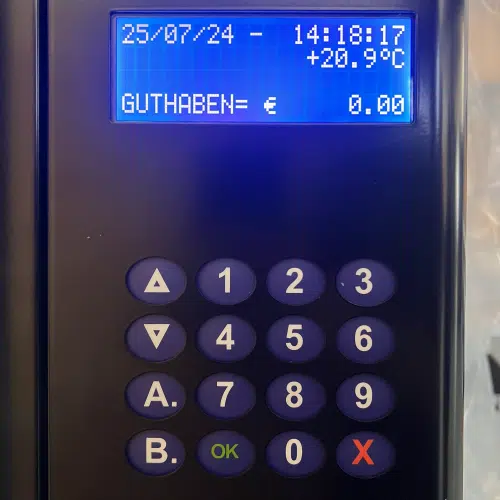 25/07/24 - 14:18:17
+20.9ºC
GUTHABEN= € 0.00
1 2 3
4 5 6
A. 7 8 9
B. OK 0 X